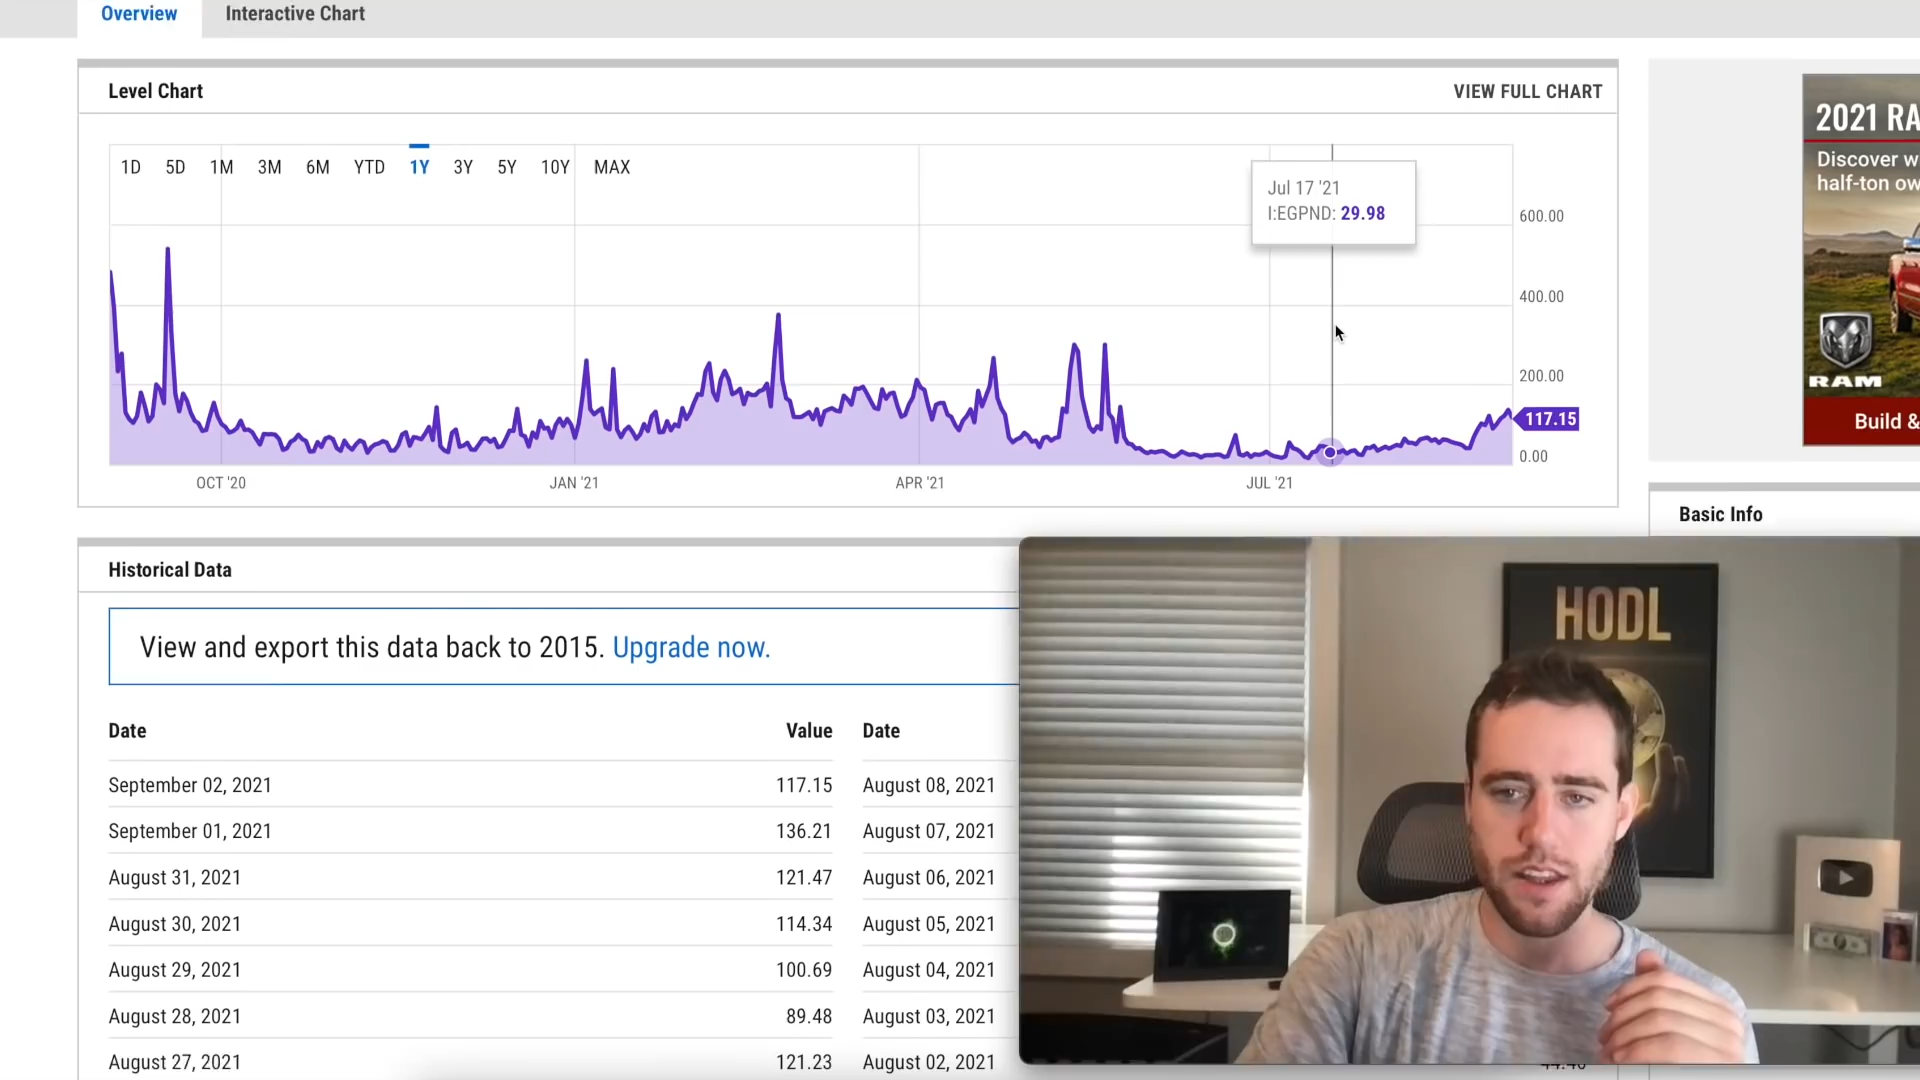 Overview
Interactive Chart
Level Chart
VIEW FULL CHART
1D 5D 1M 3M 6M YTD 1Y 3Y 5Y 10Y MAX
Jul 17 '21
I:EGPND: 29.98
600.00
400.00
200.00
117.15
0.00
OCT '20
JAN '21
APR '21
JUL '21
2021 RA
Discover w
half-ton ow
RAM
Build &
Basic Info
Historical Data
View and export this data back to 2015. Upgrade now.
Date Value Date
September 02, 2021 117.15 August 08, 2021
September 01, 2021 136.21 August 07, 2021
August 31, 2021 121.47 August 06, 2021
August 30, 2021 114.34 August 05, 2021
August 29, 2021 100.69 August 04, 2021
August 28, 2021 89.48 August 03, 2021
August 27, 2021 121.23 August 02, 2021
HODL